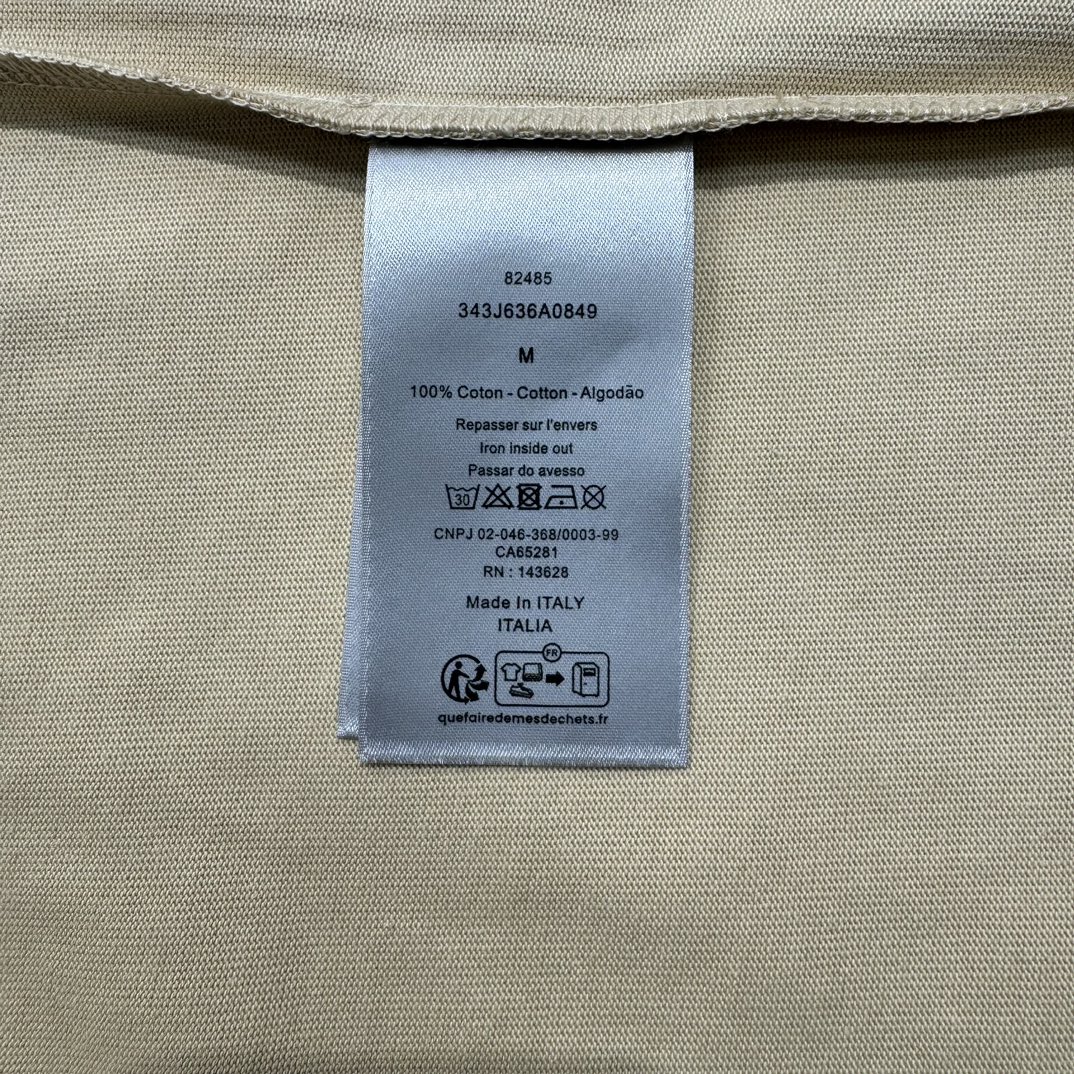 82485
343J636A0849
M
100% Coton - Cotton - Algodão
Repasser sur l'envers
Iron inside out
Passar do avesso
30
CNPJ 02-046-368/0003-99
CA65281
RN : 143628
Made In ITALY
ITALIA
FR
quefairedemesdechets.fr